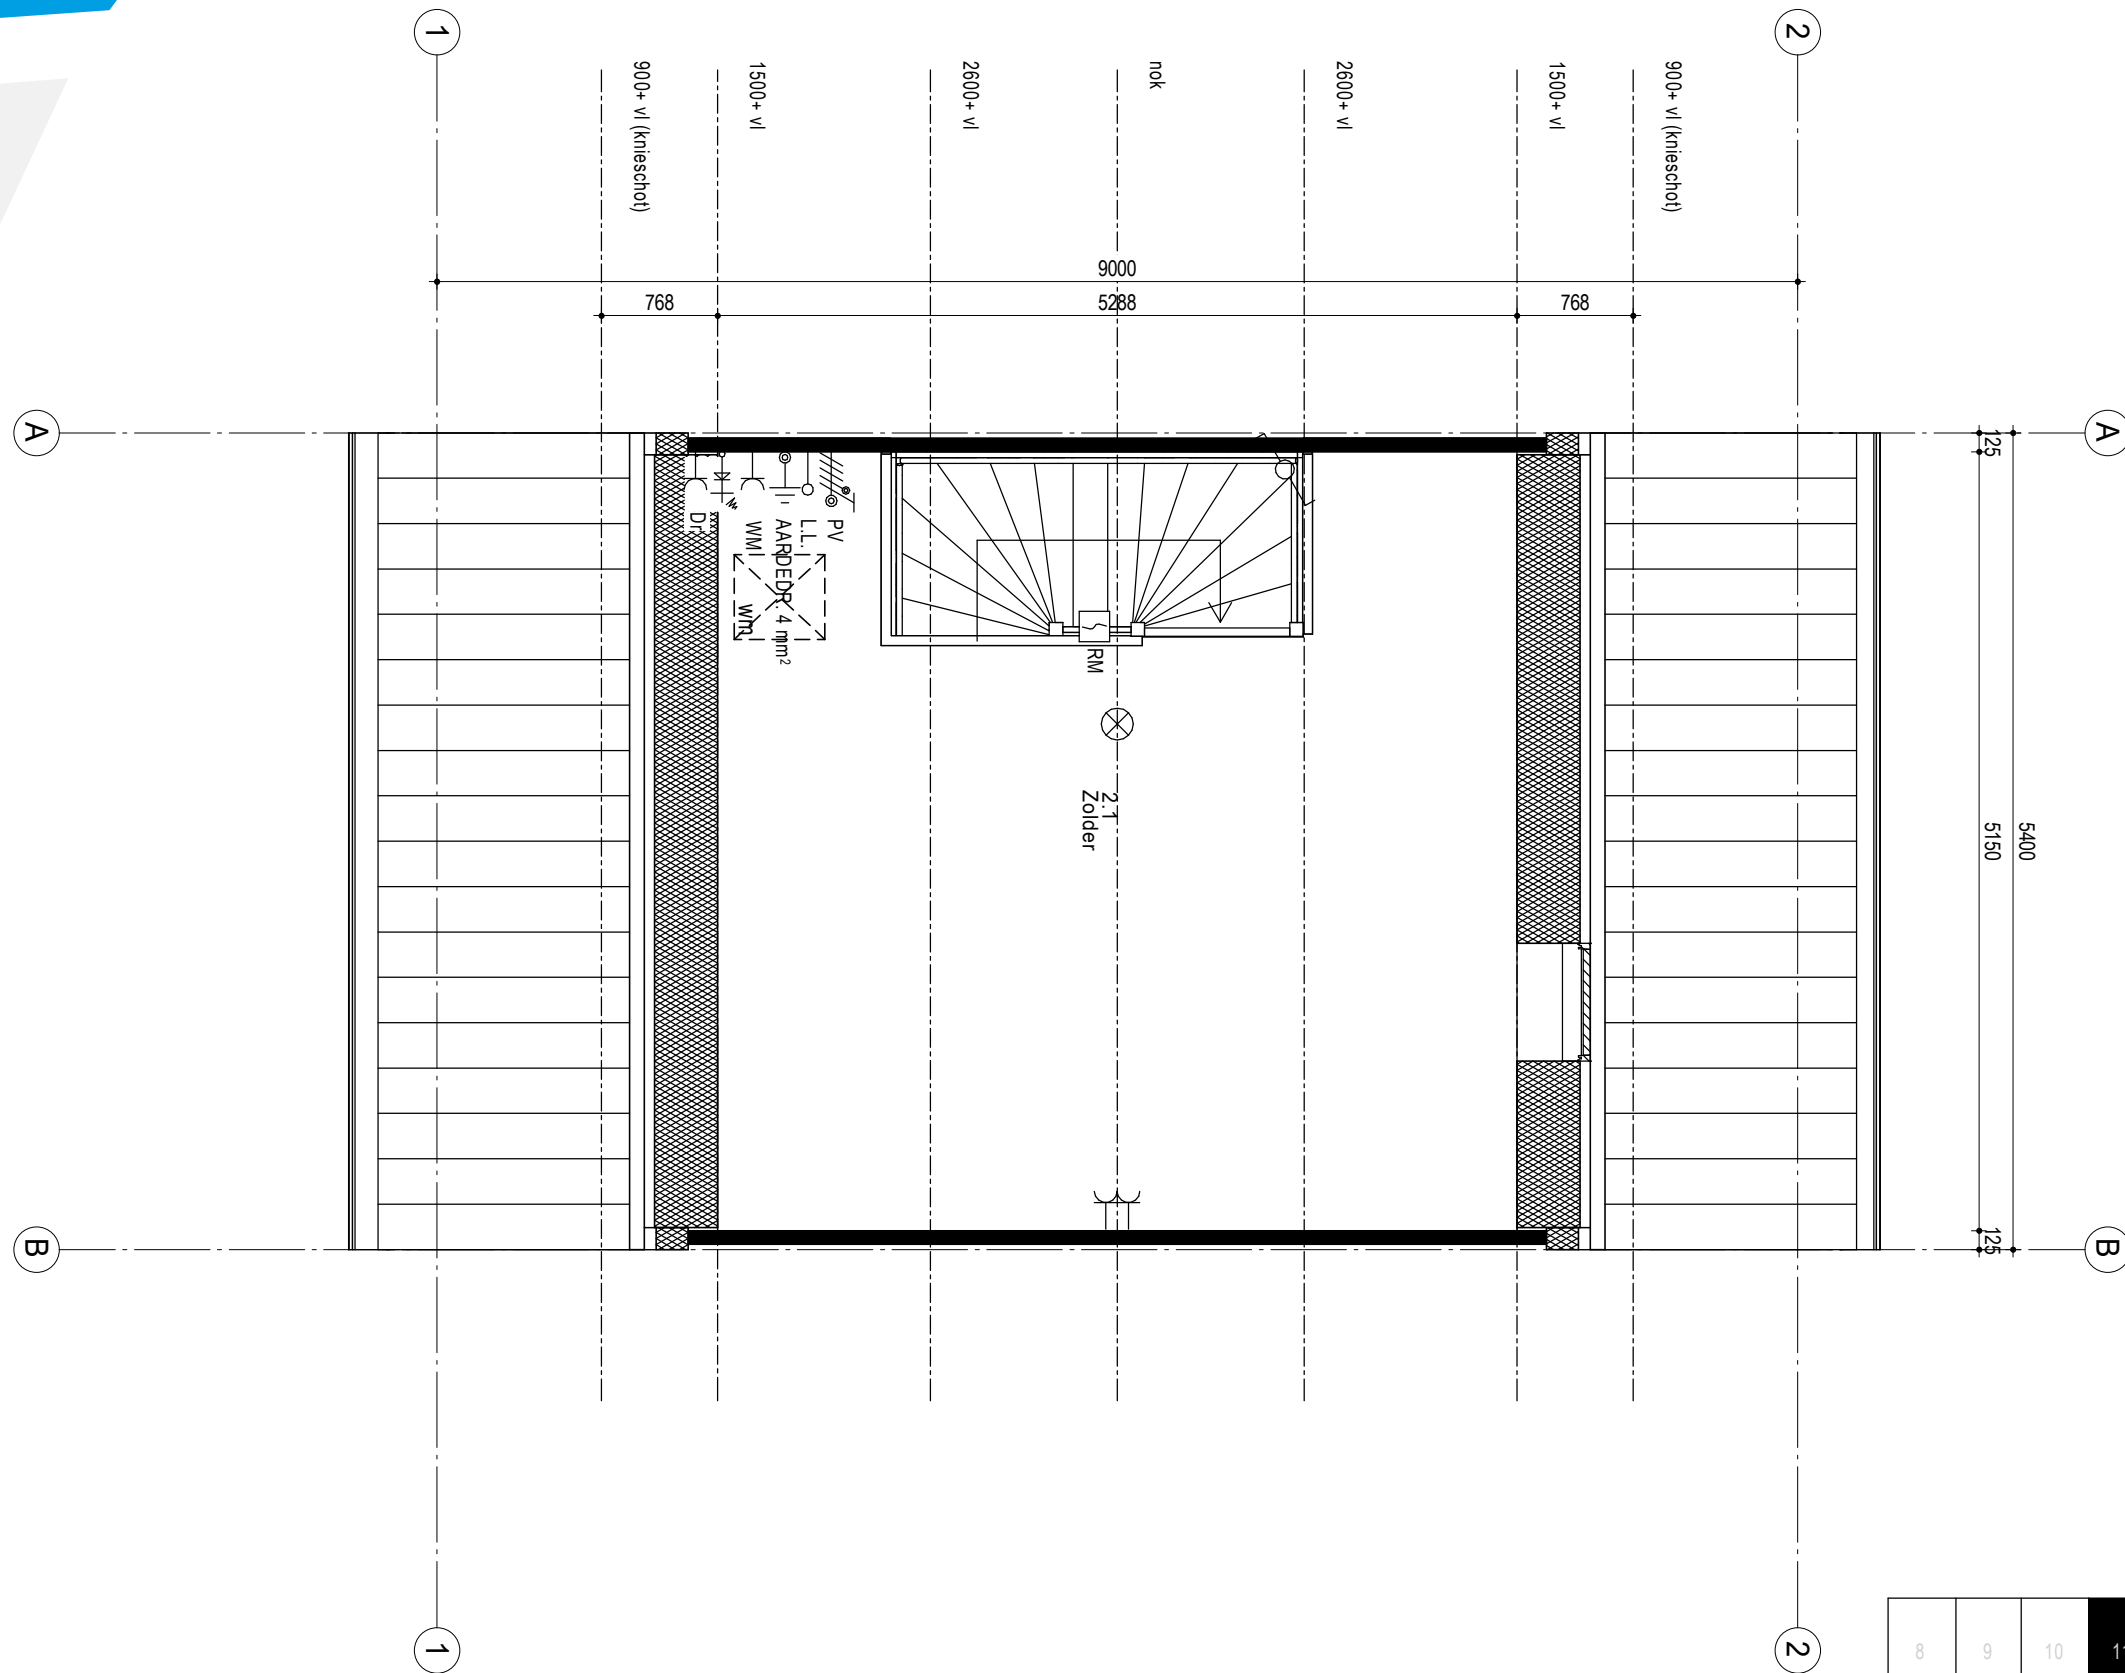 1
2
900+ vl (knieschot)
1500+ vl
2600+ vl
nok
2600+ vl
1500+ vl
900+ vl (knieschot)
9000
768
5288
768
A
A
125
5150
5400
125
Dr
WM
AARDEDR. 4 mm²
L.L.
PV
wm
RM
2.1
Zolder
B
B
1
2
8
9
10